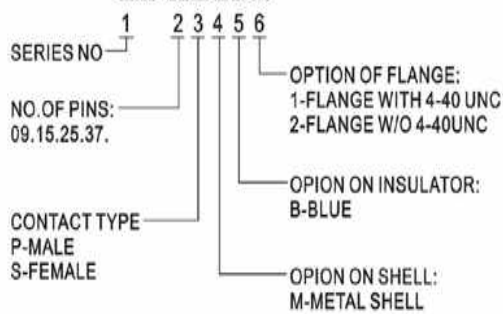 1 2 3 4 5 6
SERIES NO
OPTION OF FLANGE:
1-FLANGE WITH 4-40 UNC
2-FLANGE W/O 4-40UNC
NO.OF PINS:
09.15.25.37.
OPION ON INSULATOR:
B-BLUE
CONTACT TYPE
P-MALE
S-FEMALE
OPION ON SHELL:
M-METAL SHELL